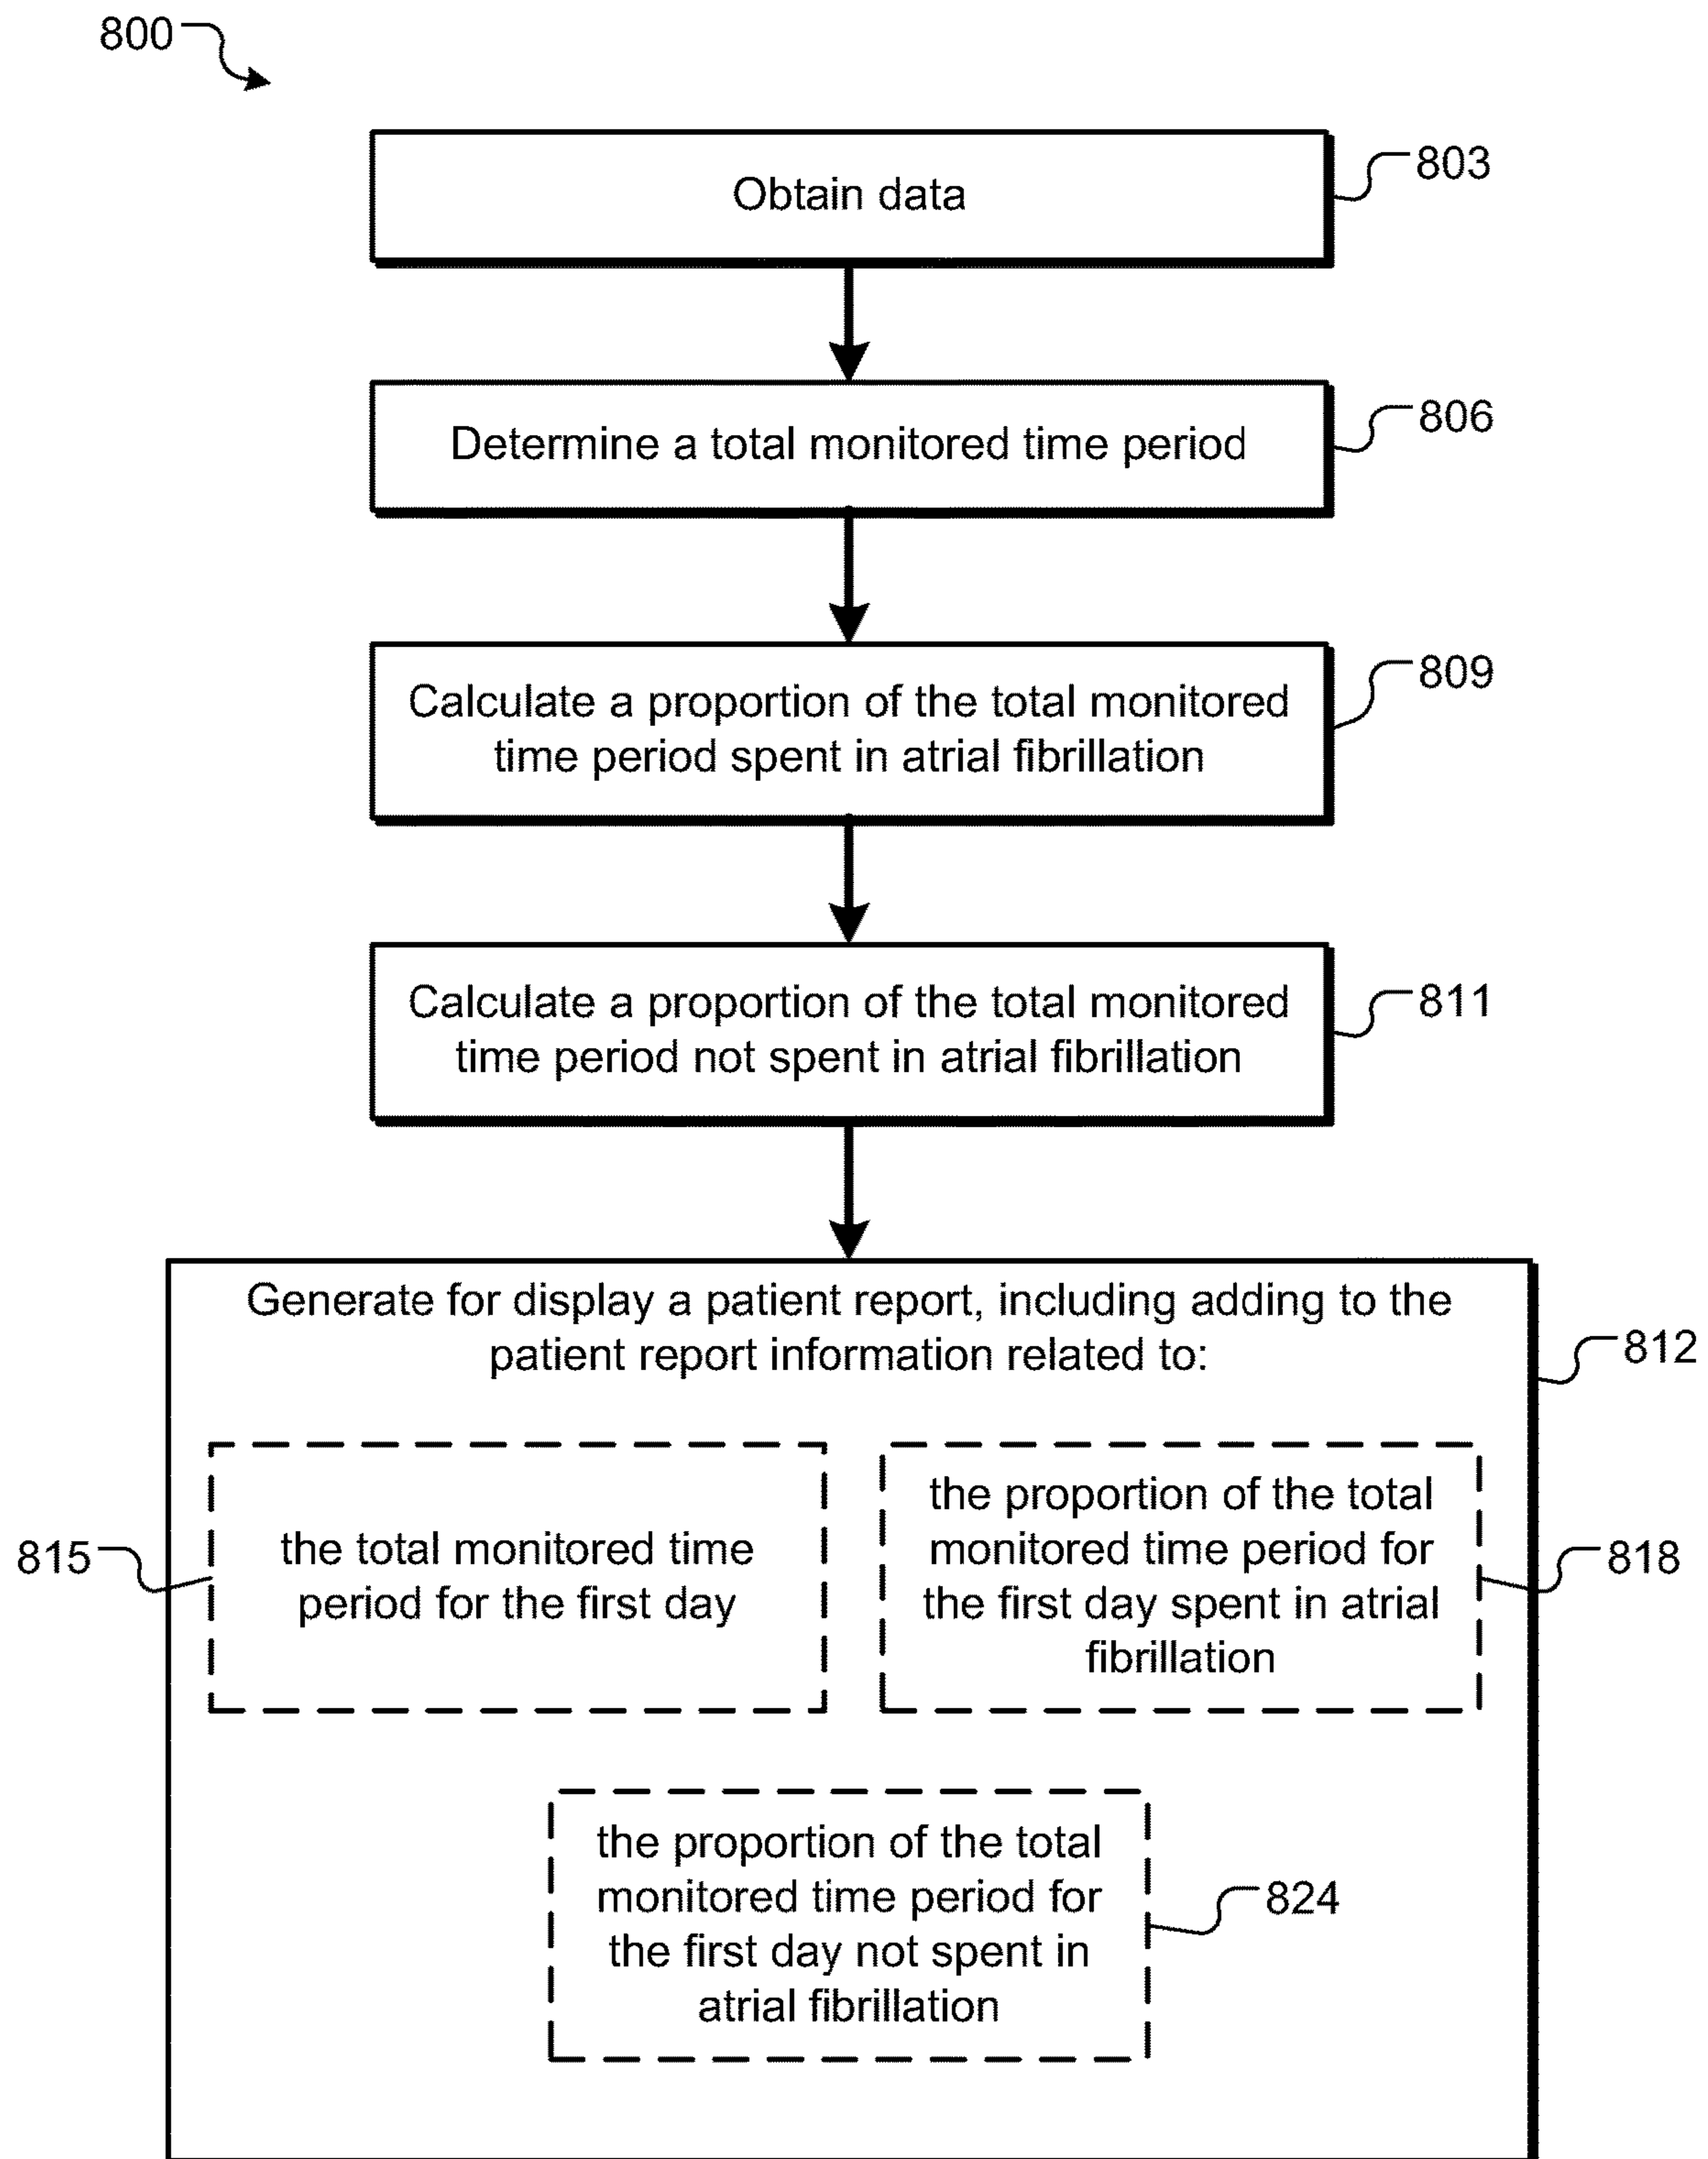 800
Obtain data
803
Determine a total monitored time period
806
Calculate a proportion of the total monitored
time period spent in atrial fibrillation
809
Calculate a proportion of the total monitored
time period not spent in atrial fibrillation
811
Generate for display a patient report, including adding to the
patient report information related to:
812
815
the total monitored time
period for the first day
the proportion of the total
monitored time period for
the first day spent in atrial
fibrillation
818
the proportion of the total
monitored time period for
the first day not spent in
atrial fibrillation
824